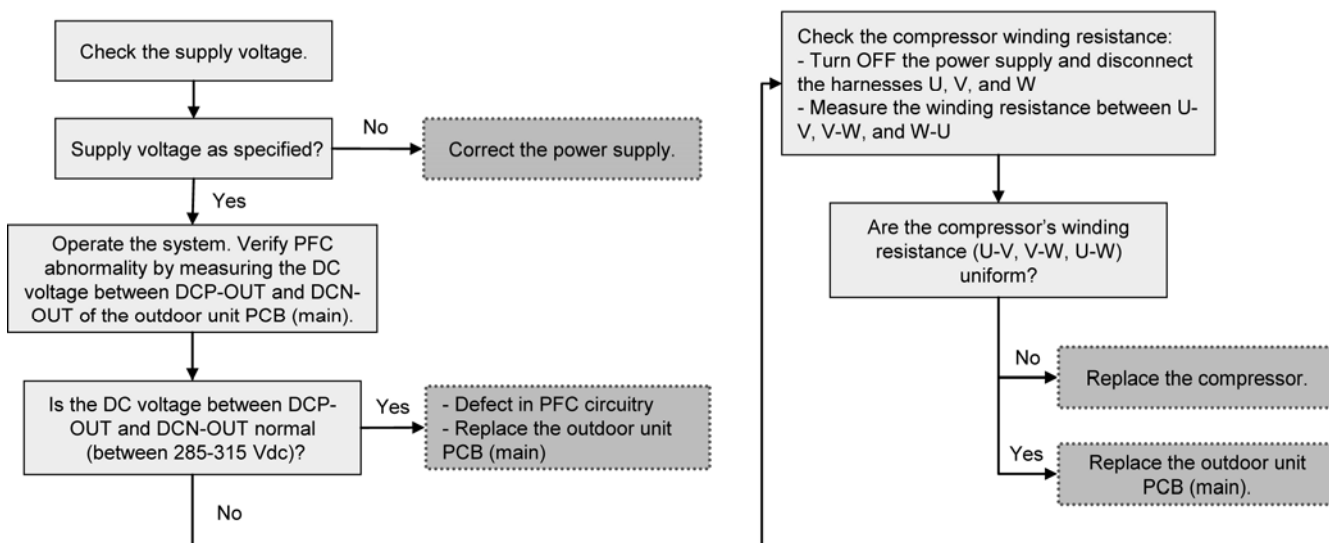 Check the supply voltage.
Supply voltage as specified?
No
Correct the power supply.
Yes
Operate the system. Verify PFC
abnormality by measuring the DC
voltage between DCP-OUT and DCN-
OUT of the outdoor unit PCB (main).
Is the DC voltage between DCP-
OUT and DCN-OUT normal
(between 285-315 Vdc)?
Yes
- Defect in PFC circuitry
- Replace the outdoor unit
PCB (main)
No
Check the compressor winding resistance:
- Turn OFF the power supply and disconnect
the harnesses U, V, and W
- Measure the winding resistance between U-
V, V-W, and W-U
Are the compressor’s winding
resistance (U-V, V-W, U-W)
uniform?
No
Replace the compressor.
Yes
Replace the outdoor unit
PCB (main).